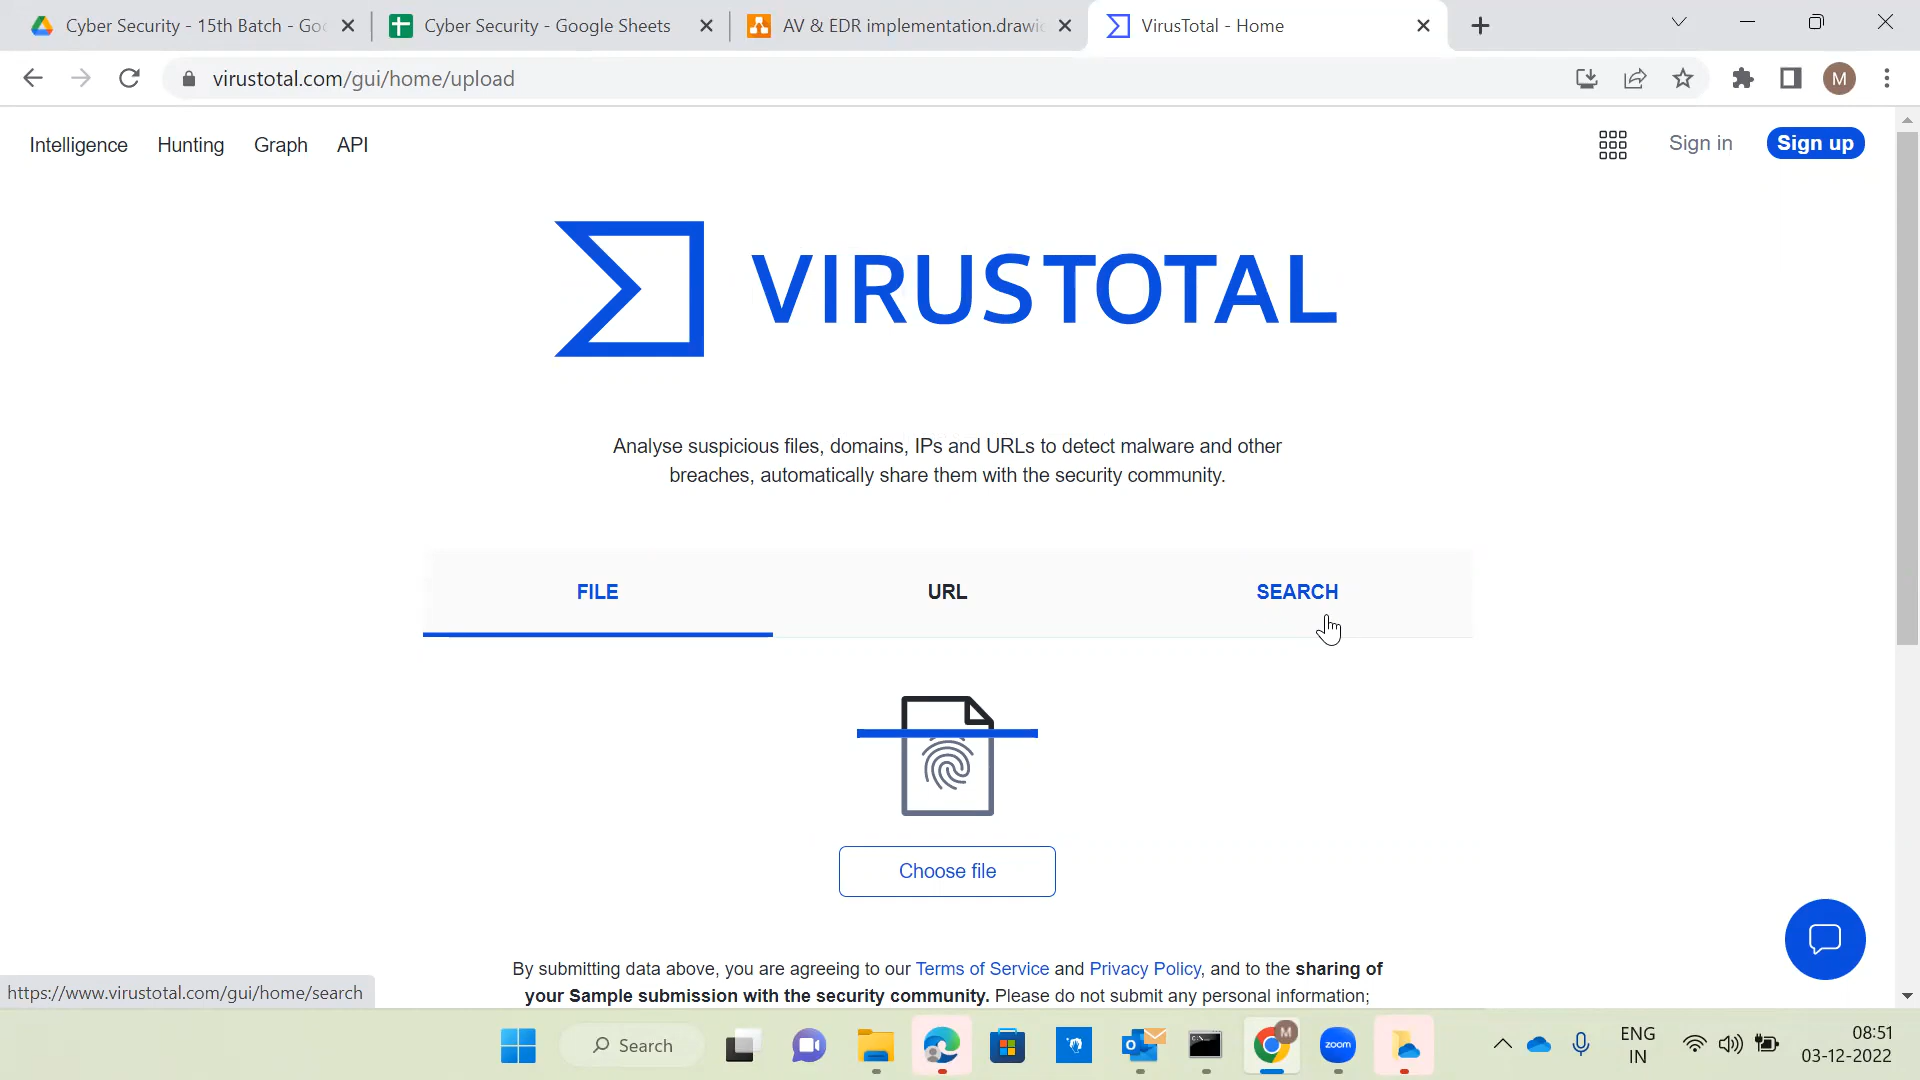 Cyber Security - 15th Batch - Goo
Cyber Security - Google Sheets
AV & EDR implementation.drawio
VirusTotal - Home
virustotal.com/gui/home/upload
M
Intelligence Hunting Graph API
Sign in Sign up
VIRUSTOTAL
Analyse suspicious files, domains, IPs and URLs to detect malware and other
breaches, automatically share them with the security community.
FILE URL SEARCH
Choose file
By submitting data above, you are agreeing to our Terms of Service and Privacy Policy, and to the sharing of
your Sample submission with the security community. Please do not submit any personal information;
https://www.virustotal.com/gui/home/search
Search
M
zoom
ENG
IN
08:51
03-12-2022